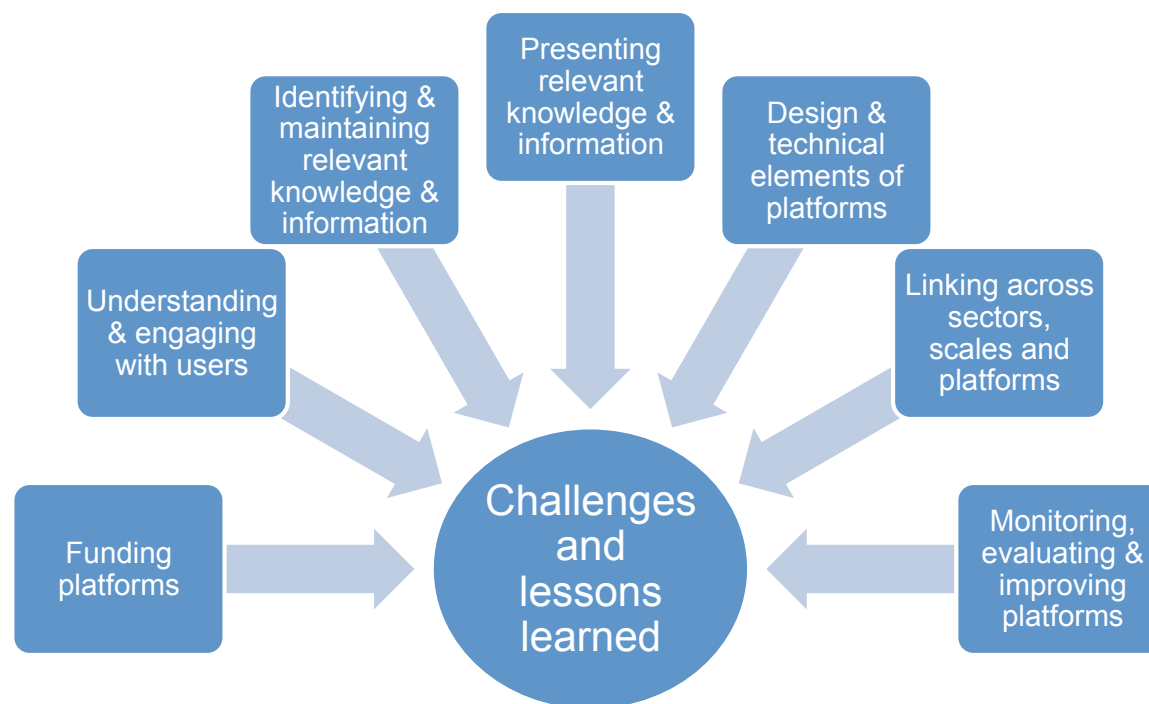 Presenting
relevant
knowledge &
information
Identifying &
maintaining
relevant
knowledge &
information
Design &
technical
elements of
platforms
Understanding
& engaging
with users
Linking across
sectors,
scales and
platforms
Funding
platforms
Challenges
and
lessons
learned
Monitoring,
evaluating &
improving
platforms